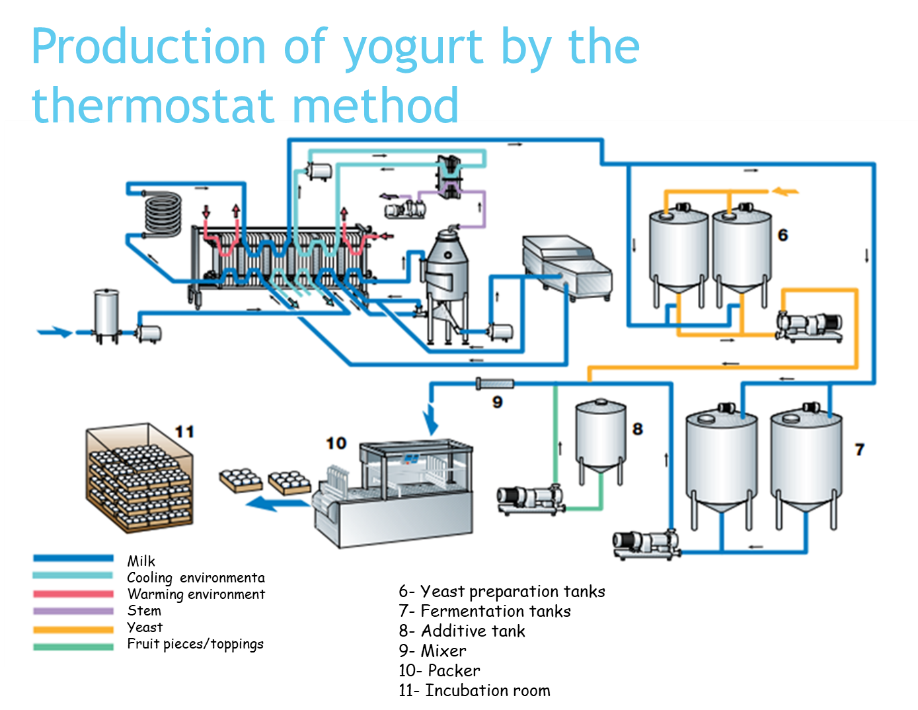 Production of yogurt by the
thermostat method
6
11
10
9
8
7
Milk
Cooling environmenta
Warming environment
Stem
Yeast
Fruit pieces/toppings
6- Yeast preparation tanks
7- Fermentation tanks
8- Additive tank
9- Mixer
10- Packer
11- Incubation room